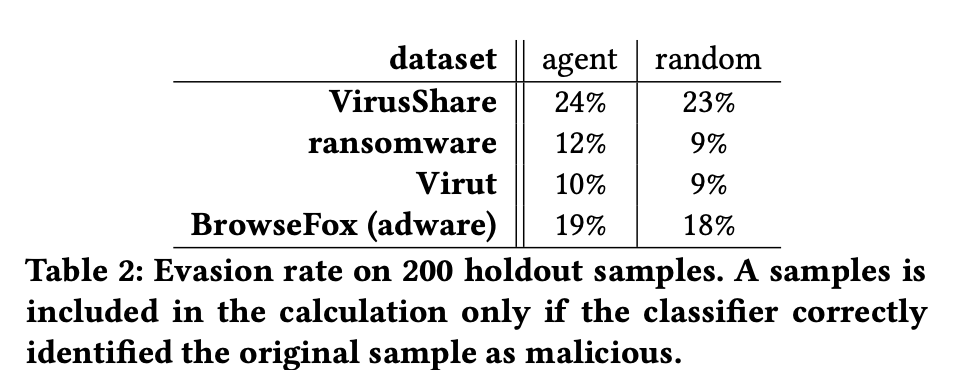 dataset agent random
VirusShare 24% 23%
ransomware 12% 9%
Virut 10% 9%
BrowseFox (adware) 19% 18%
Table 2: Evasion rate on 200 holdout samples. A samples is
included in the calculation only if the classifier correctly
identified the original sample as malicious.